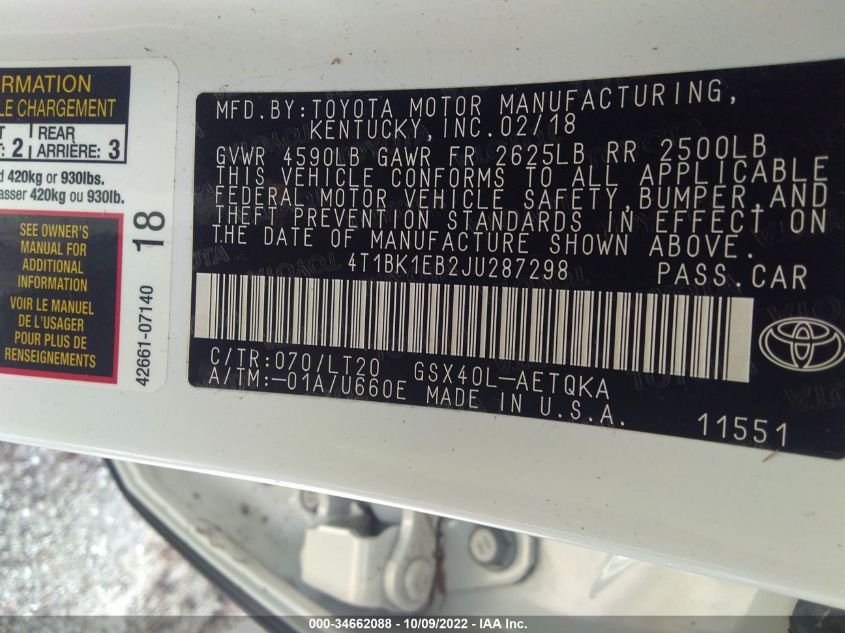 RMATION
LE CHARGEMENT
T REAR
: 2 ARRIÈRE: 3
d 420kg or 930lbs.
asser 420kg ou 930lb.
SEE OWNER'S
MANUAL FOR
ADDITIONAL
INFORMATION
VOIR LE MANUEL
DE L'USAGER
POUR PLUS DE
RENSEIGNEMENTS
18
42661-07140
MFD.BY:TOYOTA MOTOR MANUFACTURING,
KENTUCKY,INC.02/18
GVWR 4590LB GAWR FR 2625LB RR 2500LB
THIS VEHICLE CONFORMS TO ALL APPLICABLE
FEDERAL MOTOR VEHICLE SAFETY,BUMPER,AND
THEFT PREVENTION STANDARDS IN EFFECT ON
THE DATE OF MANUFACTURE SHOWN ABOVE.
4T1BK1EB2JU287298 PASS.CAR
C/TR:070/LT20 GSX40L-AETQKA
A/TM:-01A/U660E MADE IN U.S.A.
11551
000-34662088 - 10/09/2022 - © IAA, Inc.